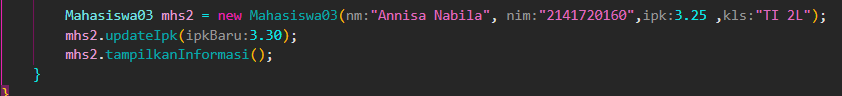 Mahasiswa03 mhs2 = new Mahasiswa03(nm:"Annisa Nabila", nim:"2141720160",ipk:3.25 ,kls:"TI 2L");
mhs2.updateIpk(ipkBaru:3.30);
mhs2.tampilkanInformasi();
}
}